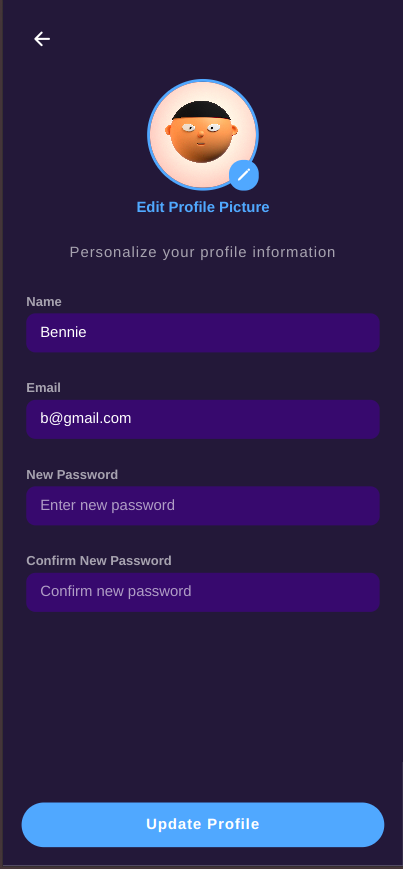 Edit Profile Picture
Personalize your profile information
Name
Bennie
Email
b@gmail.com
New Password
Enter new password
Confirm New Password
Confirm new password
Update Profile